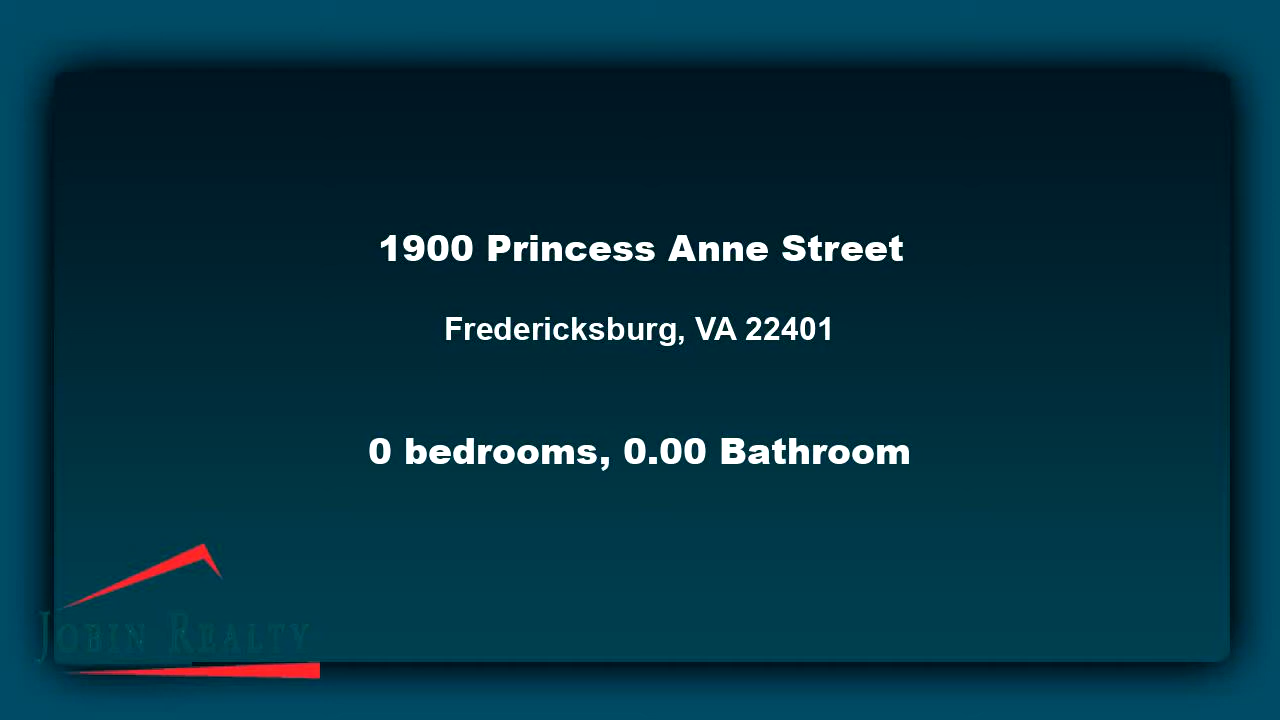 1900 Princess Anne Street
Fredericksburg, VA 22401
0 bedrooms, 0.00 Bathroom
JOBIN REALTY